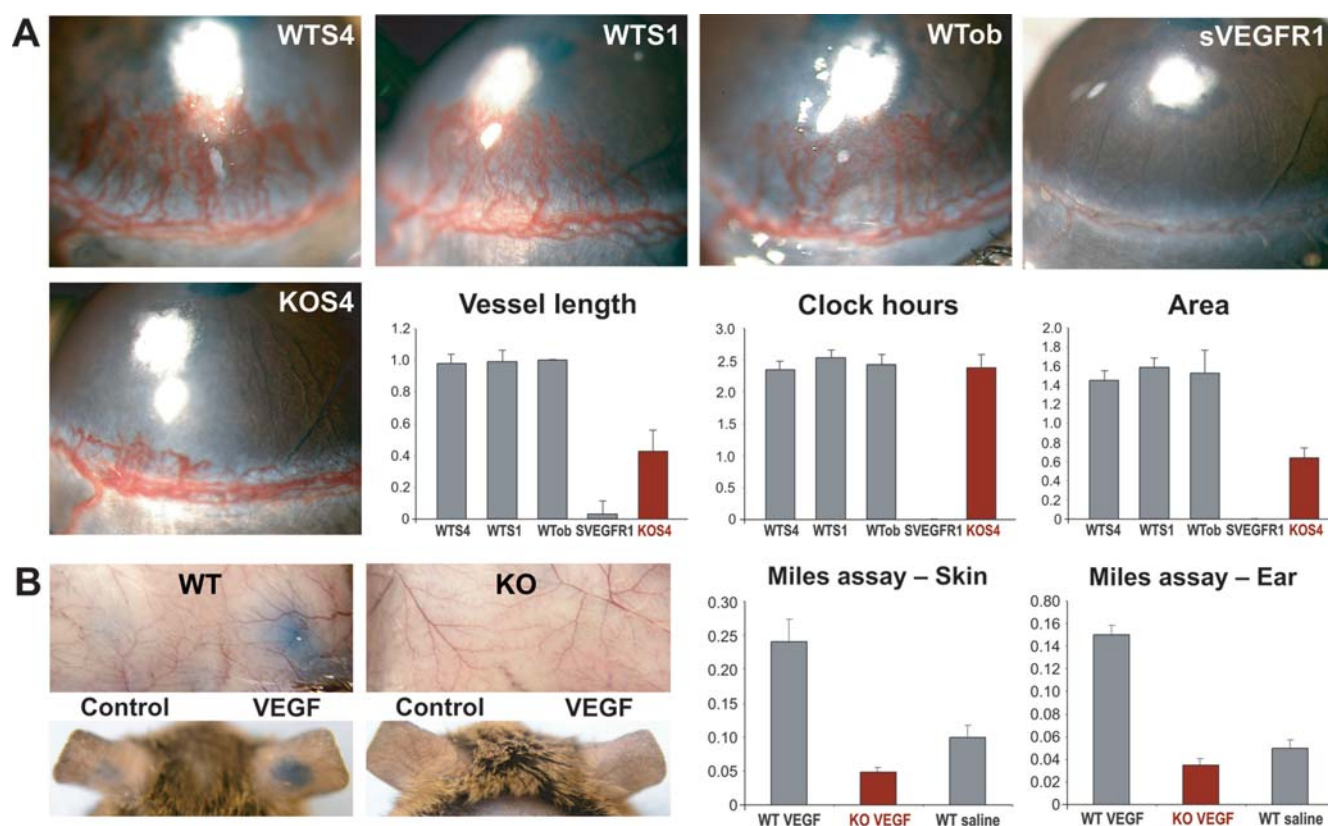 A
WTS4
WTS1
WTob
sVEGFR1
KOS4
Vessel length
1.2
1.0
0.8
0.6
0.4
0.2
0
WTS4 WTS1 WTob SVEGFR1 KOS4
Clock hours
3.0
2.5
2.0
1.5
1.0
0.5
0
WTS4 WTS1 WTob SVEGFR1 KOS4
Area
2.0
1.8
1.6
1.4
1.2
1.0
0.8
0.6
0.4
0.2
0
WTS4 WTS1 WTob SVEGFR1 KOS4
B
WT
KO
Control VEGF
Control VEGF
Miles assay – Skin
0.30
0.25
0.20
0.15
0.10
0.05
0
WT VEGF KO VEGF WT saline
Miles assay – Ear
0.80
0.16
0.14
0.12
0.10
0.08
0.06
0.04
0.02
0
WT VEGF KO VEGF WT saline